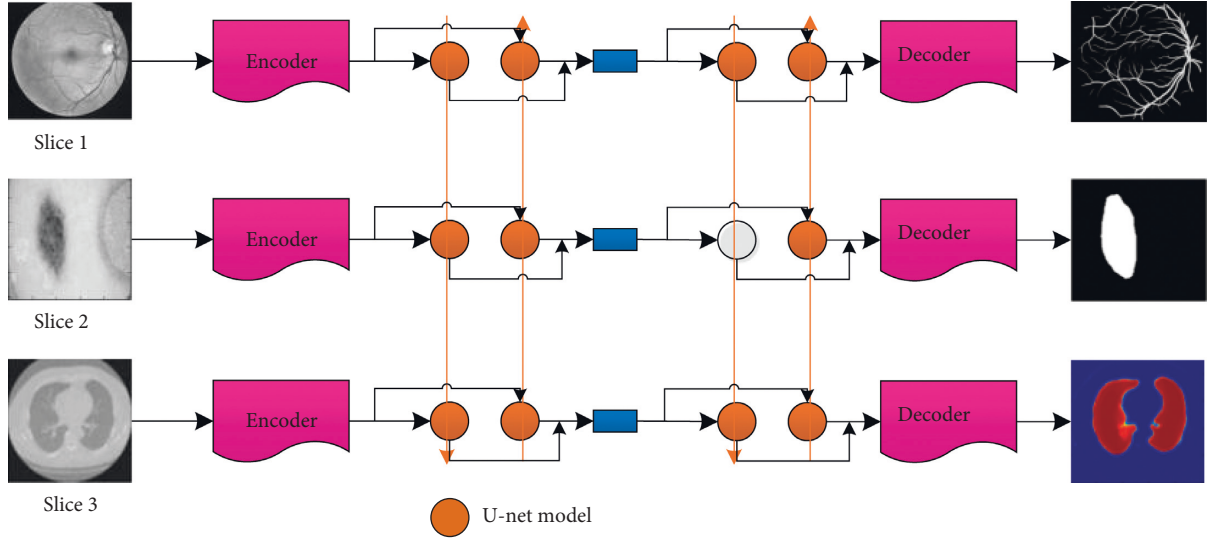 Encoder
Decoder
Slice 1
Encoder
Decoder
Slice 2
Encoder
Decoder
Slice 3
U-net model